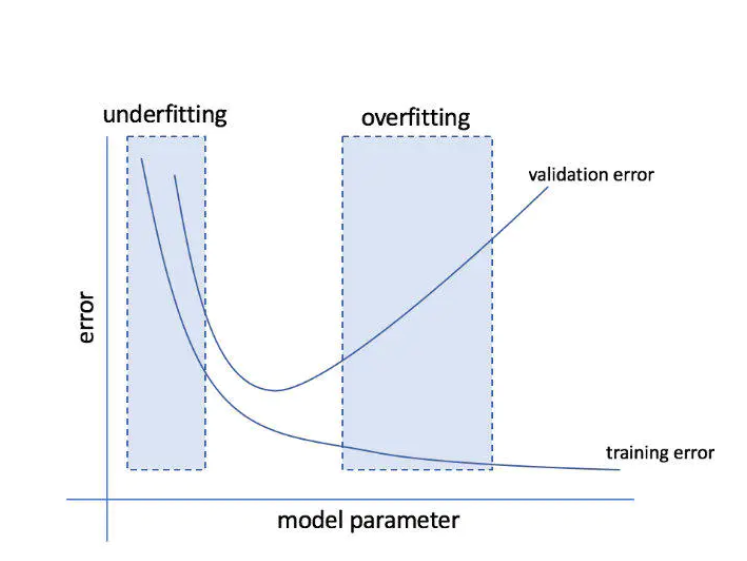 underfitting
overfitting
validation error
error
training error
model parameter